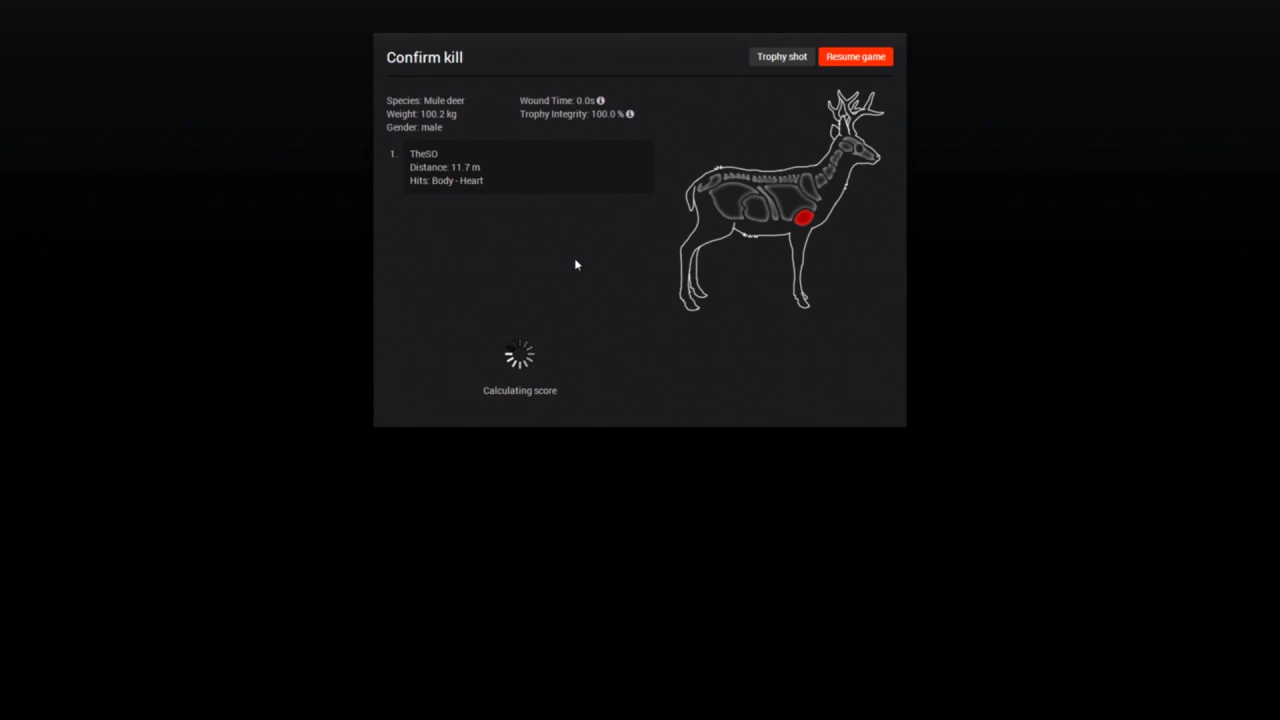 Confirm kill
Trophy shot
Resume game
Species: Mule deer
Weight: 100.2 kg
Gender: male
Wound Time: 0.0s
Trophy Integrity: 100.0 %
1.
TheSO
Distance: 11.7 m
Hits: Body - Heart
Calculating score